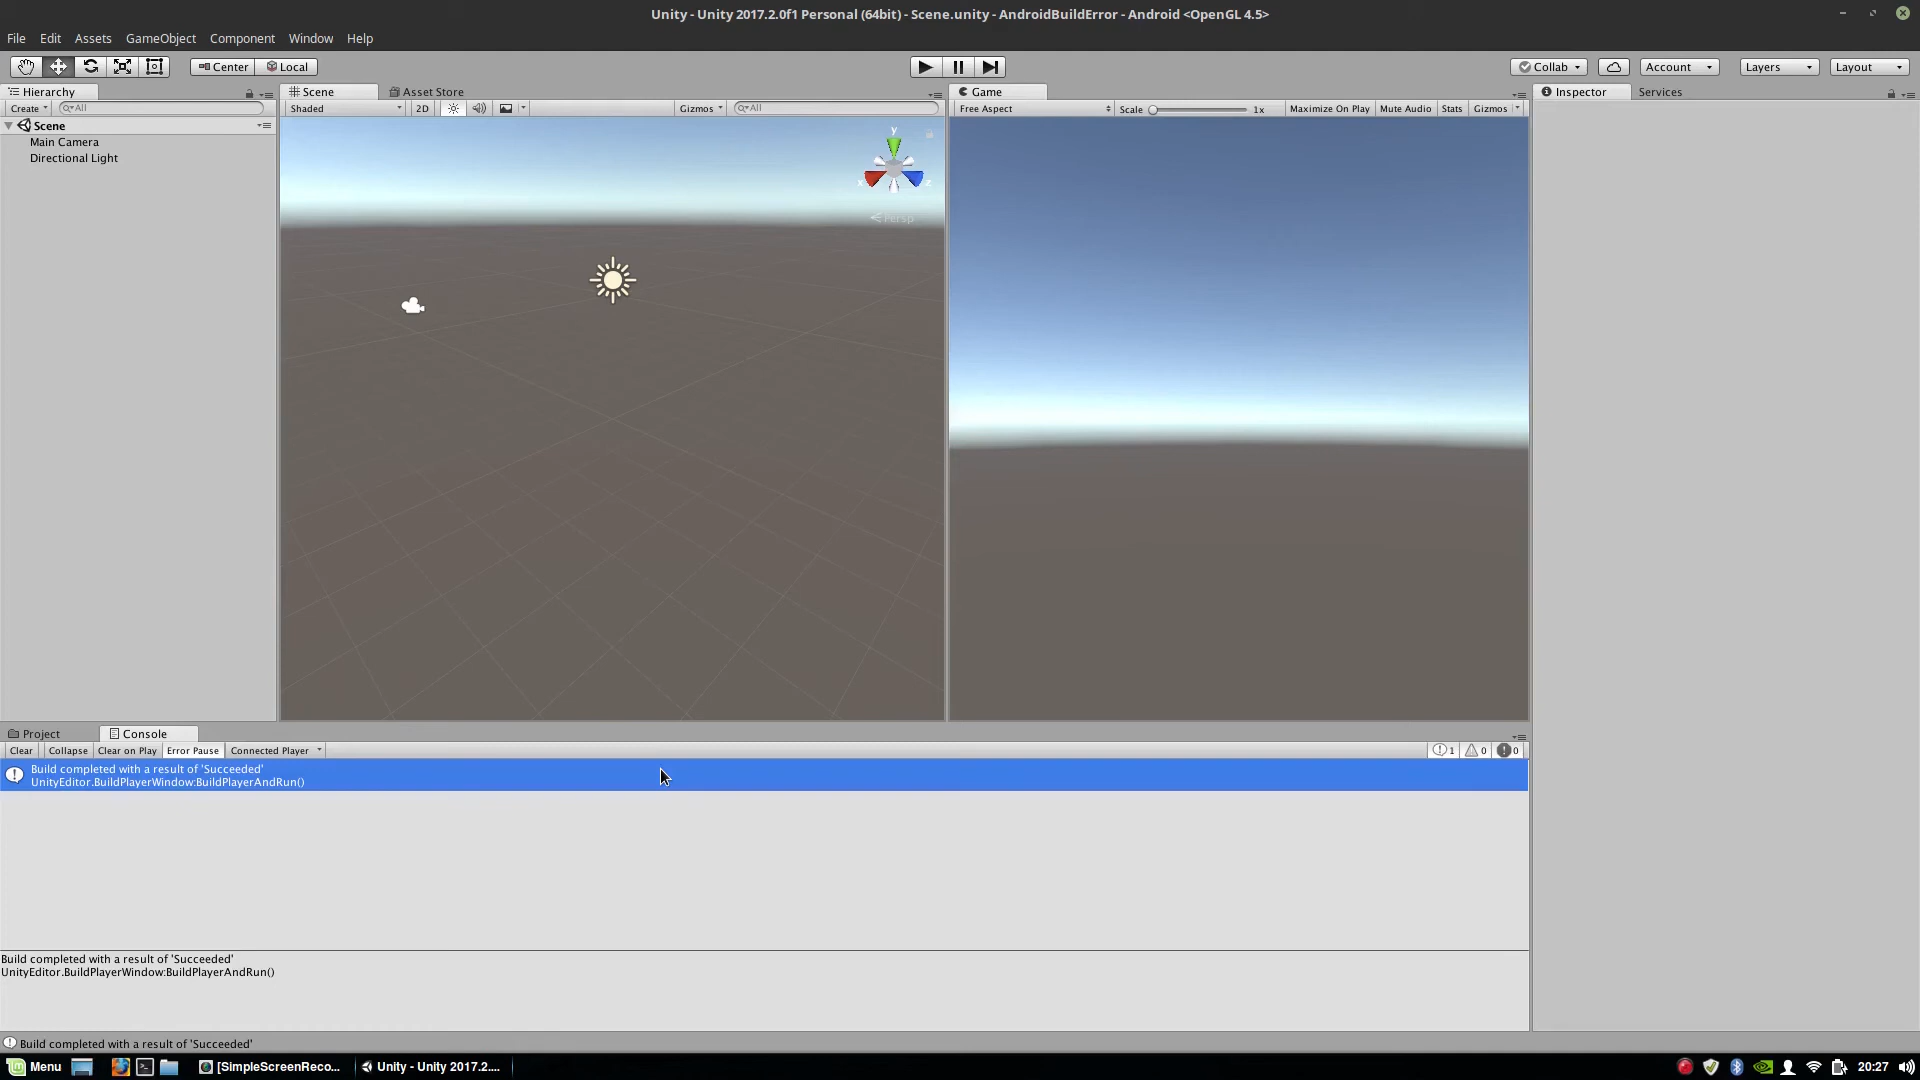 Unity - Unity 2017.2.0f1 Personal (64bit) - Scene.unity - AndroidBuildError - Android <OpenGL 4.5>
File Edit Assets GameObject Component Window Help
Center Local Collab Account Layers Layout
Hierarchy Scene Asset Store Game Inspector Services
Create All Shaded 2D Gizmos All Free Aspect Scale 1x Maximize On Play Mute Audio Stats Gizmos
Scene
Main Camera
Directional Light
y
x z
Persp
Project Console
Clear Collapse Clear on Play Error Pause Connected Player 1 0 0
Build completed with a result of 'Succeeded'
UnityEditor.BuildPlayerWindow:BuildPlayerAndRun()
Build completed with a result of 'Succeeded'
UnityEditor.BuildPlayerWindow:BuildPlayerAndRun()
Build completed with a result of 'Succeeded'
Menu [SimpleScreenReco... Unity - Unity 2017.2.... 20:27